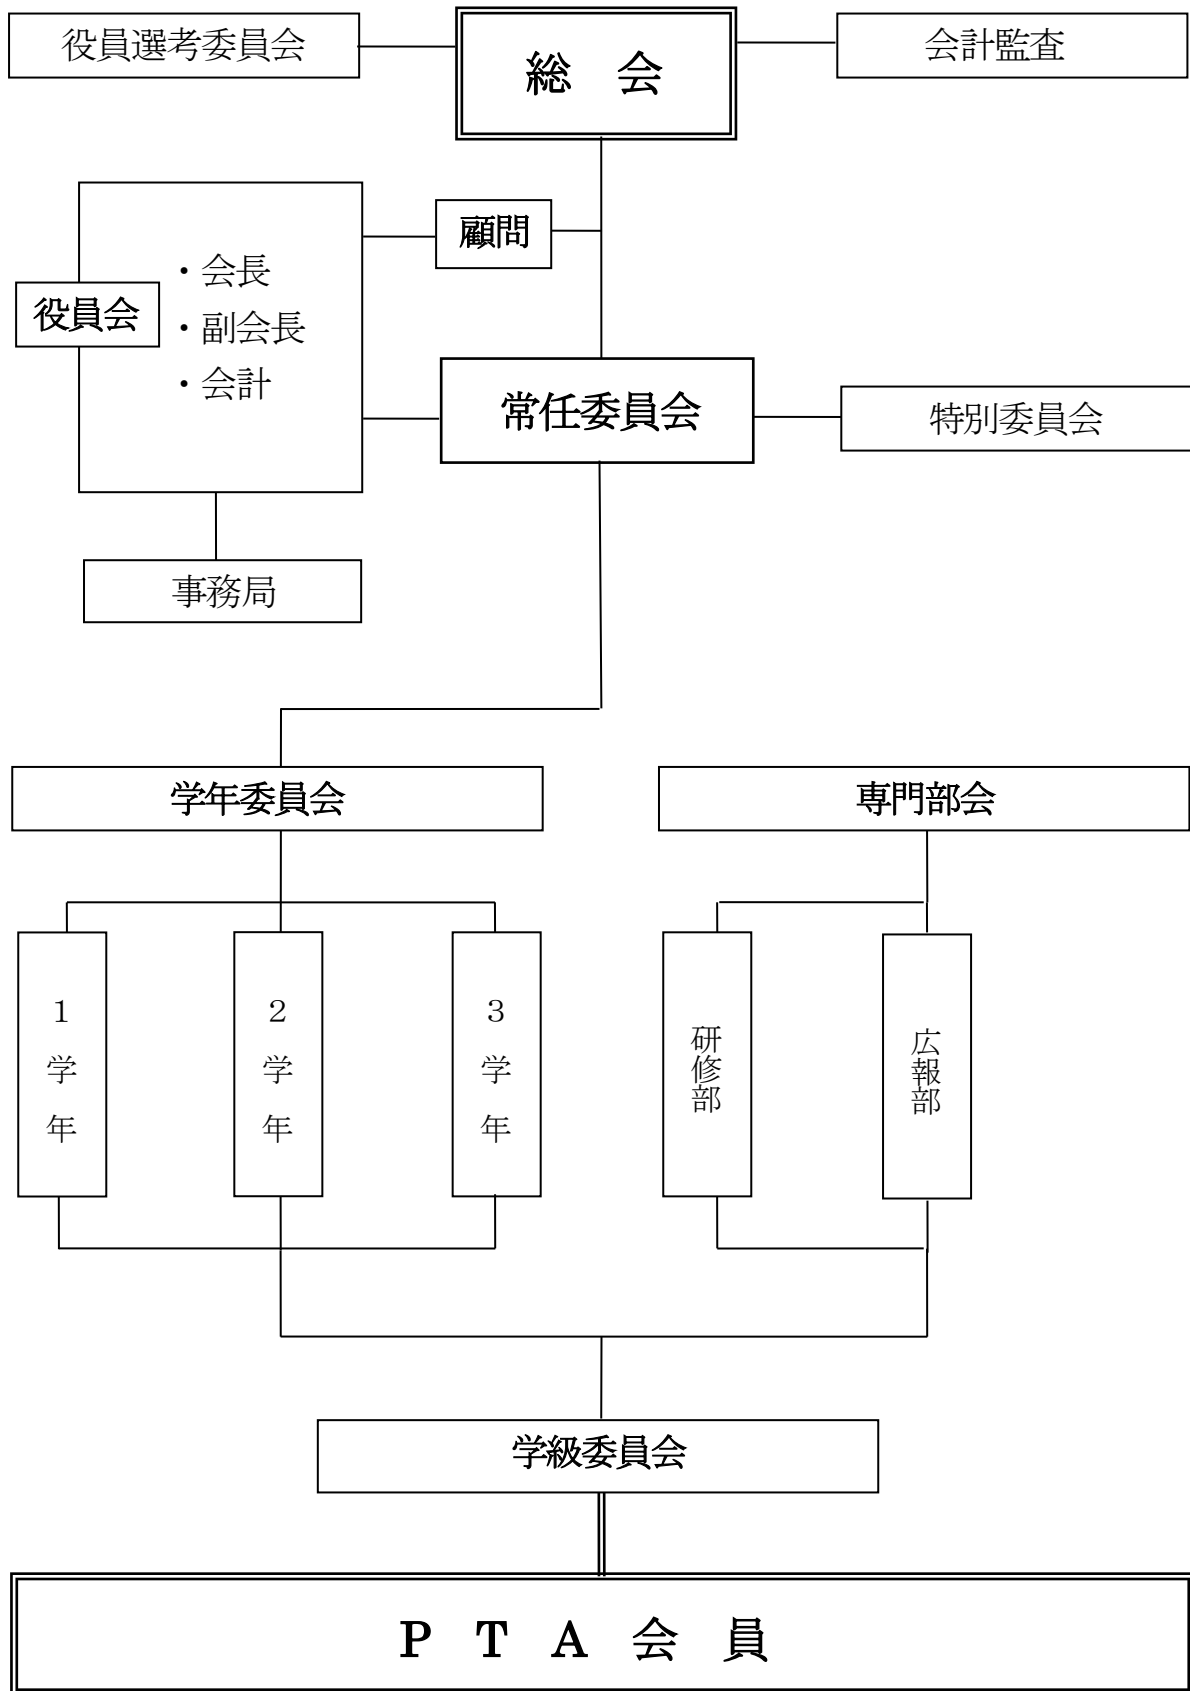 役員選考委員会
総　会
会計監査
顧問
役員会
・会長
・副会長
・会計
常任委員会
特別委員会
事務局
学年委員会
専門部会
１学年
２学年
３学年
研修部
広報部
学級委員会
ＰＴＡ会員